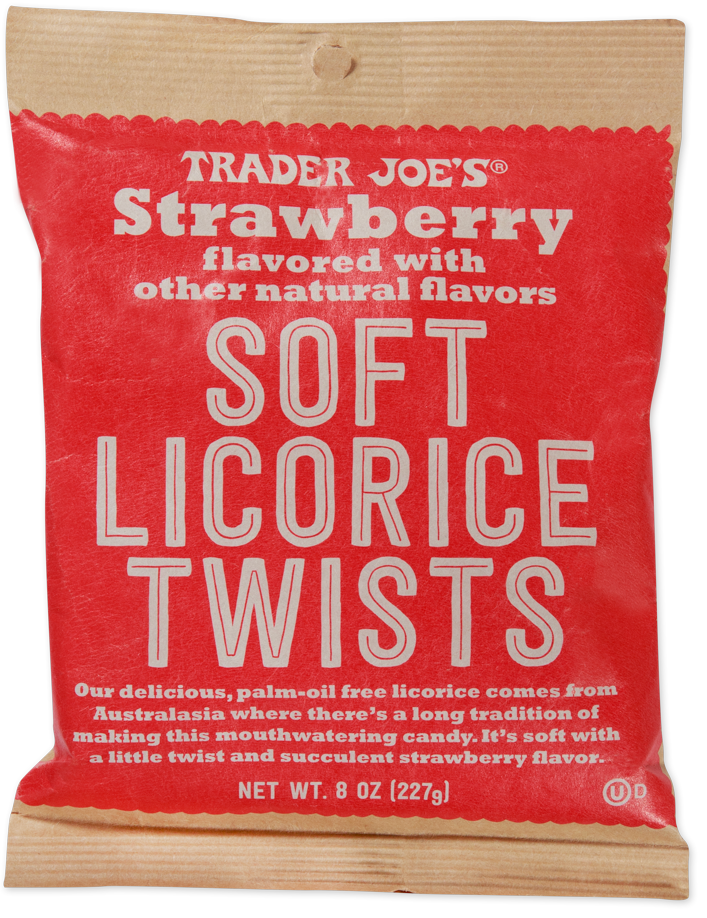 TRADER JOE'S®
Strawberry
flavored with
other natural flavors
SOFT
LICORICE
TWISTS
Our delicious, palm-oil free licorice comes from
Australasia where there's a long tradition of
making this mouthwatering candy. It's soft with
a little twist and succulent strawberry flavor.
NET WT. 8 OZ (227g)
U D